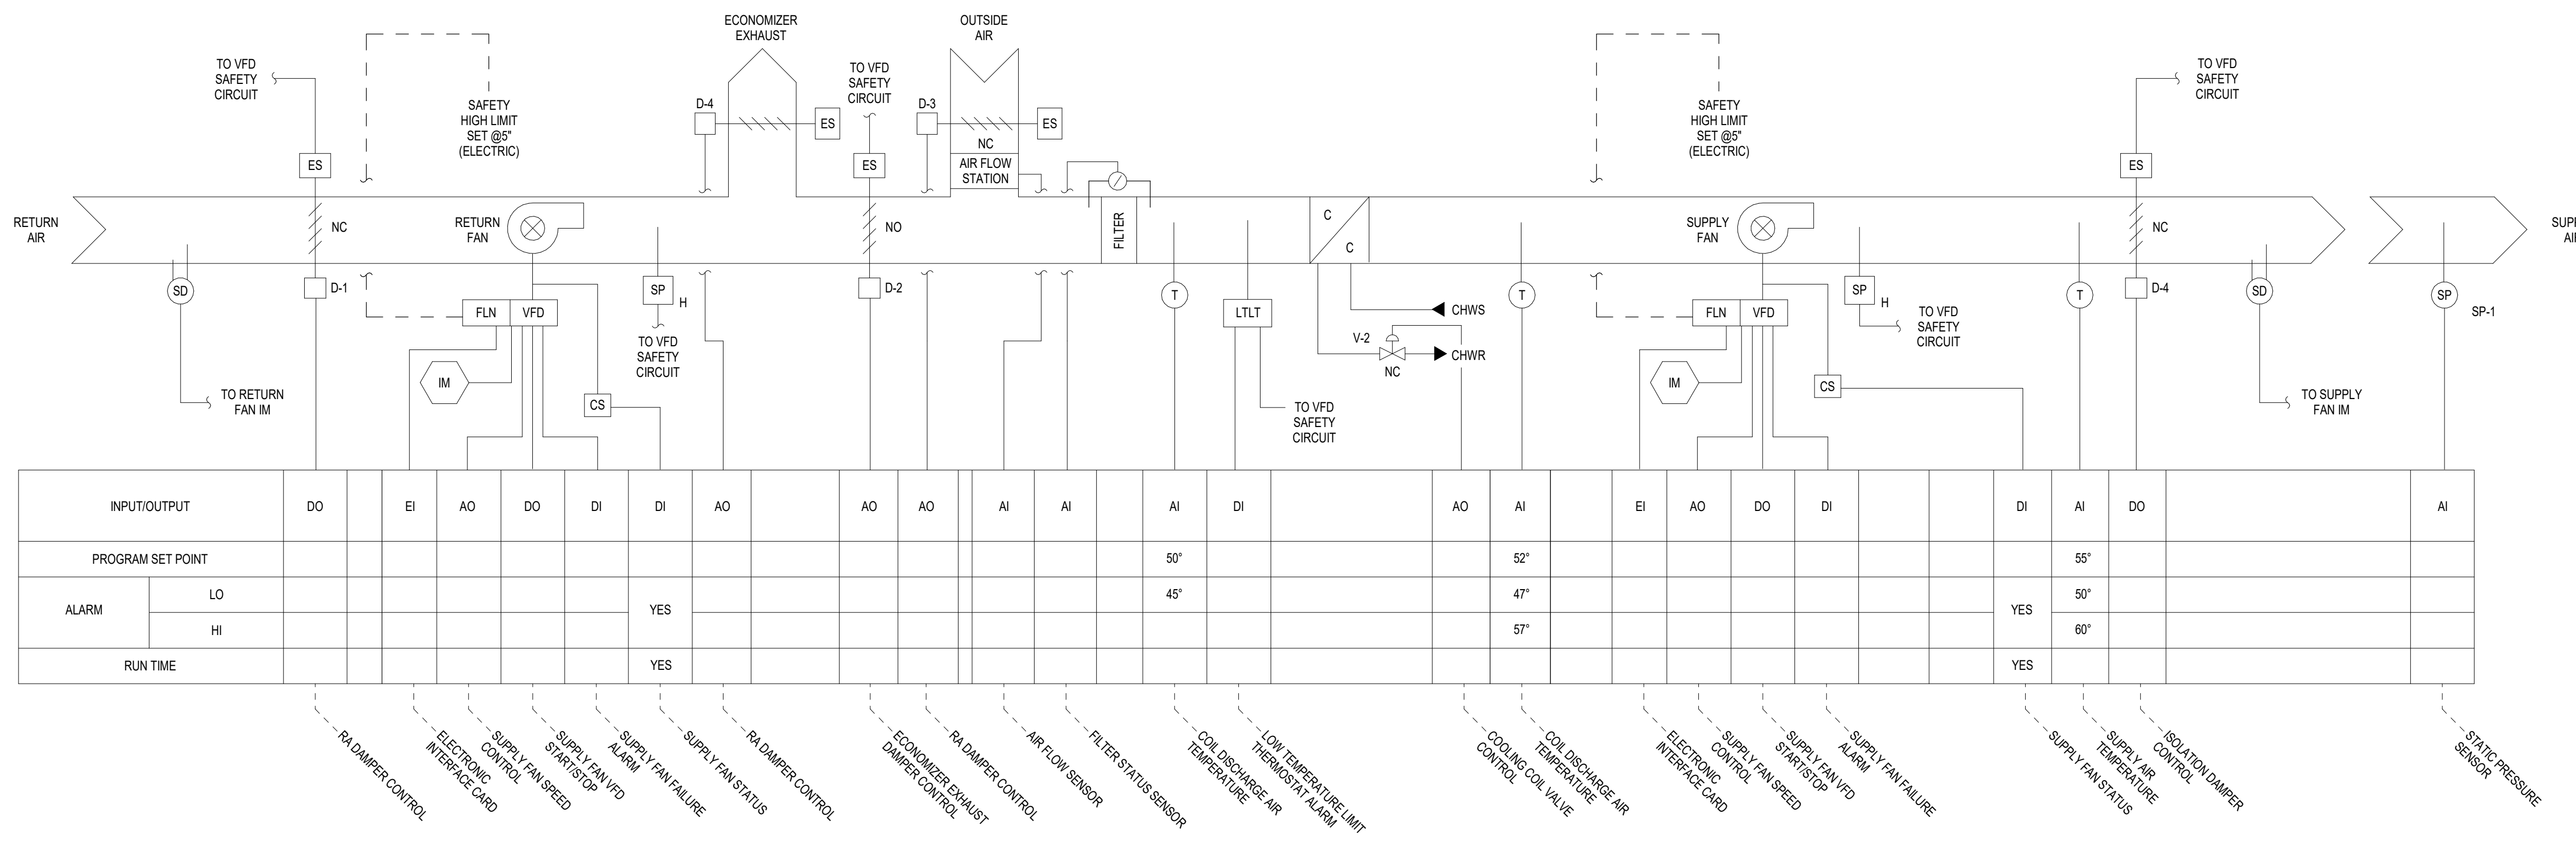 ECONOMIZER
EXHAUST
OUTSIDE
AIR
TO VFD
SAFETY
CIRCUIT
SAFETY
HIGH LIMIT
SET @5"
(ELECTRIC)
D-4
ES
TO VFD
SAFETY
CIRCUIT
D-3
ES
NC
AIR FLOW
STATION
SAFETY
HIGH LIMIT
SET @5"
(ELECTRIC)
TO VFD
SAFETY
CIRCUIT
ES
ES
ES
RETURN
AIR
NC
RETURN
FAN
NO
FILTER
C
C
SUPPLY
FAN
NC
SUPP
AI
SD
D-1
FLN
VFD
SP
H
D-2
T
LTLT
CHWS
V-2
CHWR
NC
T
FLN
VFD
SP
H
T
D-4
SD
SP
SP-1
TO VFD
SAFETY
CIRCUIT
TO VFD
SAFETY
CIRCUIT
IM
CS
IM
CS
TO RETURN
FAN IM
TO VFD
SAFETY
CIRCUIT
TO SUPPLY
FAN IM
INPUT/OUTPUT DO EI AO DO DI DI AO AO AO AI AI AI DI AO AI EI AO DO DI DI AI DO AI
PROGRAM SET POINT 50° 52° 55°
ALARM
LO 45° 47° 50°
YES YES
HI 57° 60°
RUN TIME YES YES
RA DAMPER CONTROL
ELECTRONIC
INTERFACE CARD
SUPPLY FAN SPEED
CONTROL
SUPPLY FAN VFD
START/STOP
SUPPLY FAN FAILURE
ALARM
SUPPLY FAN STATUS
RA DAMPER CONTROL
ECONOMIZER EXHAUST
DAMPER CONTROL
RA DAMPER CONTROL
AIR FLOW SENSOR
FILTER STATUS SENSOR
COIL DISCHARGE AIR
TEMPERATURE
LOW TEMPERATURE LIMIT
THERMOSTAT ALARM
COOLING COIL VALVE
CONTROL
COIL DISCHARGE AIR
TEMPERATURE
ELECTRONIC
INTERFACE CARD
SUPPLY FAN SPEED
CONTROL
SUPPLY FAN VFD
START/STOP
SUPPLY FAN FAILURE
ALARM
SUPPLY FAN STATUS
SUPPLY AIR
TEMPERATURE
ISOLATION DAMPER
CONTROL
STATIC PRESSURE
SENSOR